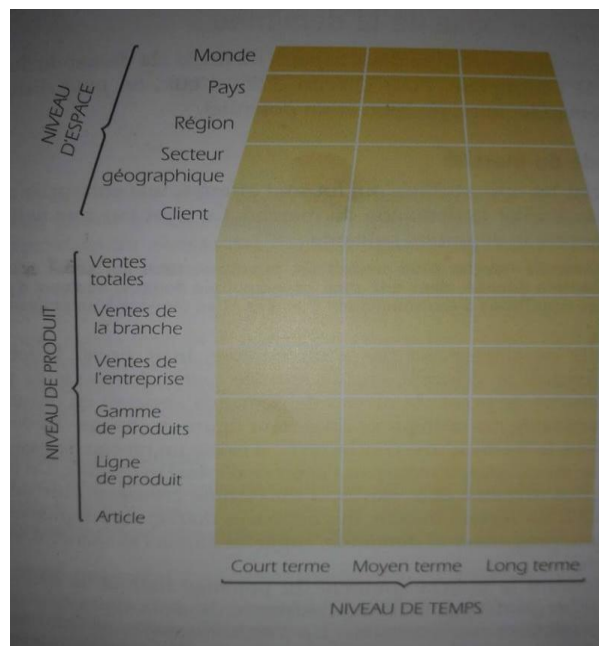 Monde
Pays
Région
Secteur
géographique
Client
NIVEAU
D'ESPACE
Ventes
totales
Ventes de
la branche
Ventes de
l'entreprise
Gamme
de produits
Ligne
de produit
Article
NIVEAU DE PRODUIT
Court terme Moyen terme Long terme
NIVEAU DE TEMPS